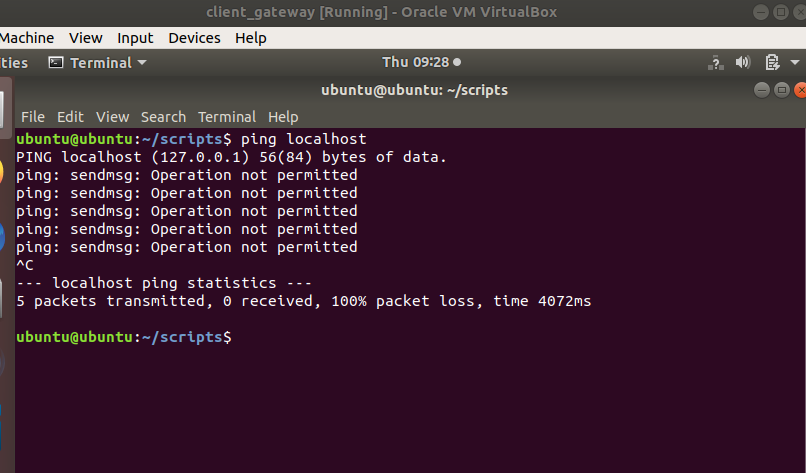 client_gateway [Running] - Oracle VM VirtualBox
Machine View Input Devices Help
ities Terminal Thu 09:28
ubuntu@ubuntu: ~/scripts
File Edit View Search Terminal Help
ubuntu@ubuntu:~/scripts$ ping localhost
PING localhost (127.0.0.1) 56(84) bytes of data.
ping: sendmsg: Operation not permitted
ping: sendmsg: Operation not permitted
ping: sendmsg: Operation not permitted
ping: sendmsg: Operation not permitted
ping: sendmsg: Operation not permitted
^C
--- localhost ping statistics ---
5 packets transmitted, 0 received, 100% packet loss, time 4072ms
ubuntu@ubuntu:~/scripts$